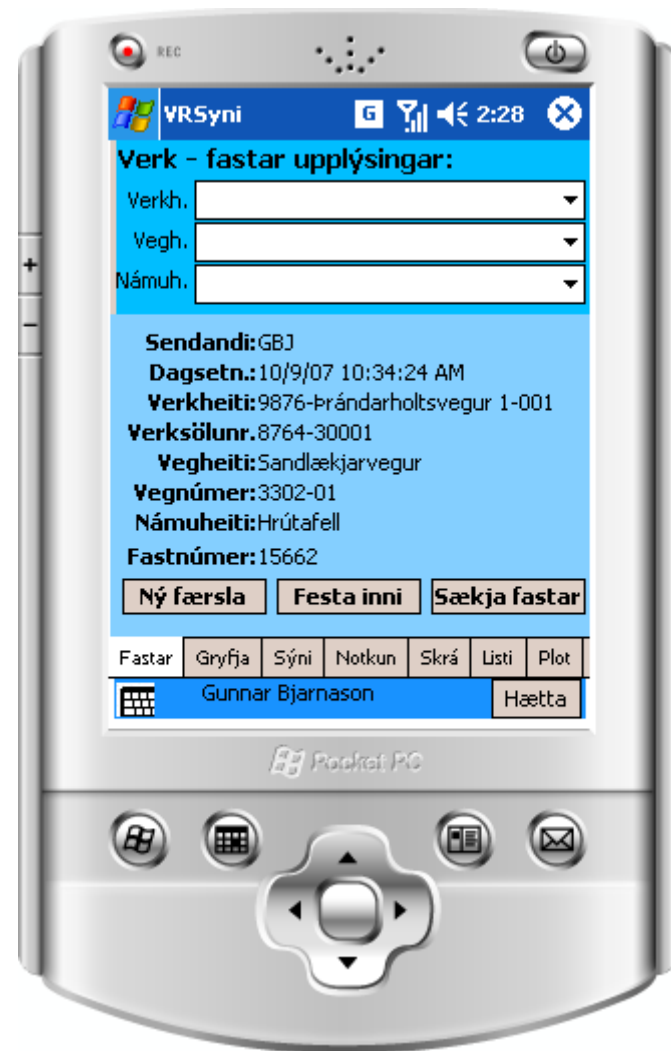 REC
VRSyni G 2:28
Verk - fastar upplýsingar:
Verkh.
Vegh.
Námuh.
Sendandi: GBJ
Dagsetn.: 10/9/07 10:34:24 AM
Verkheiti: 9876-Þrándarholtsvegur 1-001
Verksölunr. 8764-30001
Vegheiti: Sandlækjarvegur
Vegnúmer: 3302-01
Námuheiti: Hrútafell
Fastnúmer: 15662
Ný færsla Festa inni Sækja fastar
Fastar Gryfja Sýni Notkun Skrá Listi Plot
Gunnar Bjarnason Hætta
Pocket PC
+
-